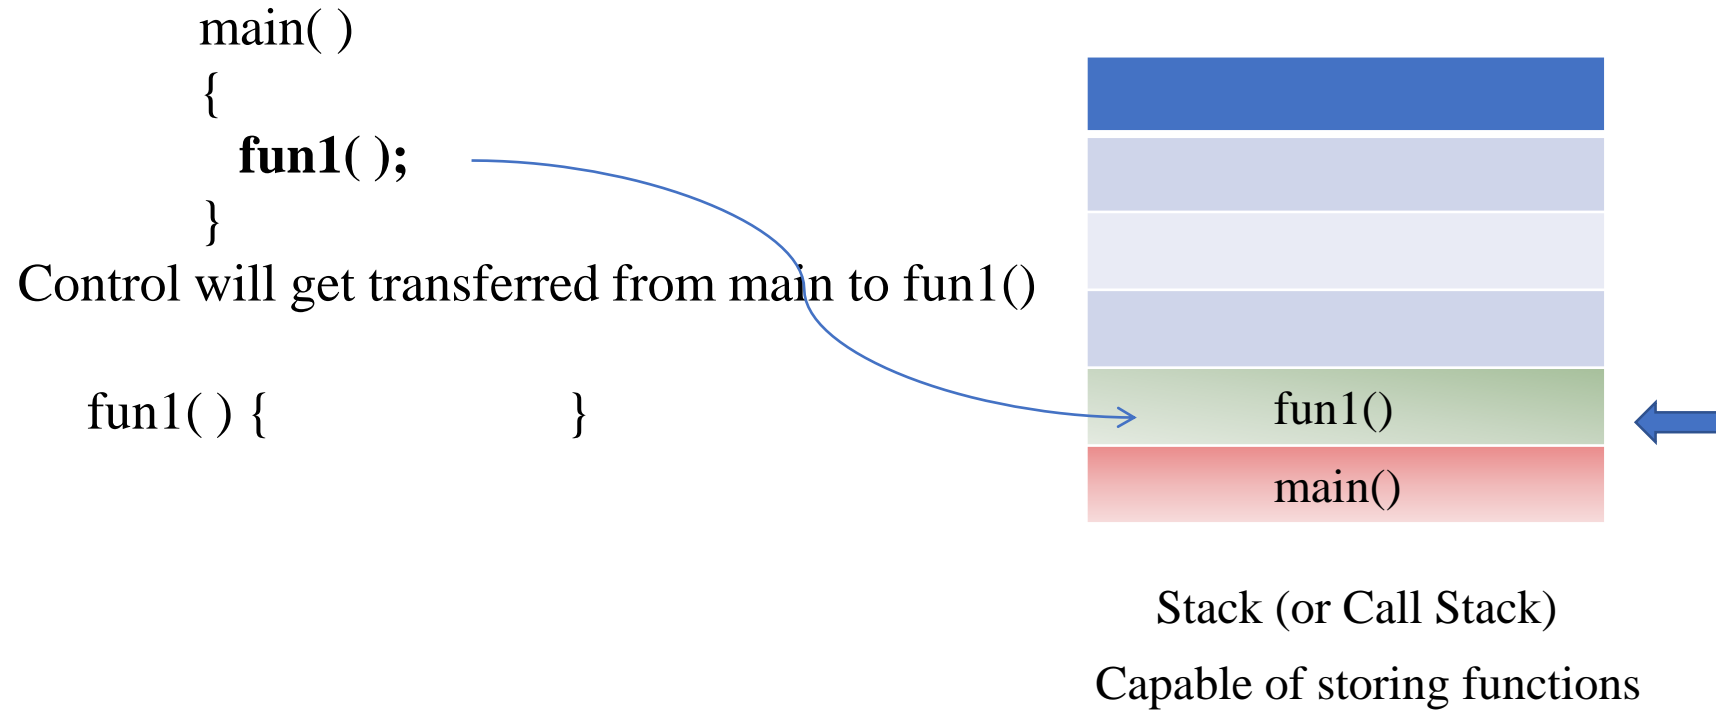 main( )
{
fun1( );
}
Control will get transferred from main to fun1()
fun1( ) { }
fun1()
main()
Stack (or Call Stack)
Capable of storing functions